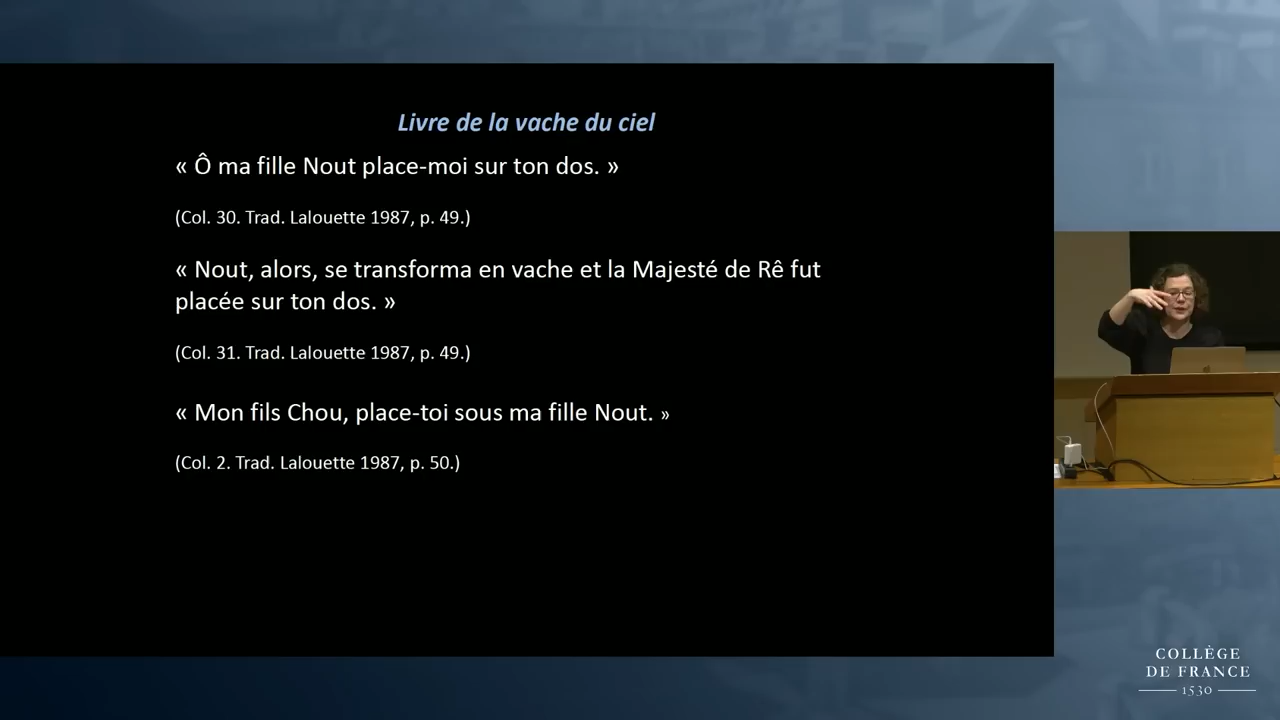 Livre de la vache du ciel
« Ô ma fille Nout place-moi sur ton dos. »
(Col. 30. Trad. Lalouette 1987, p. 49.)
« Nout, alors, se transforma en vache et la Majesté de Rê fut
placée sur ton dos. »
(Col. 31. Trad. Lalouette 1987, p. 49.)
« Mon fils Chou, place-toi sous ma fille Nout. »
(Col. 2. Trad. Lalouette 1987, p. 50.)
COLLÈGE
DE FRANCE
1530